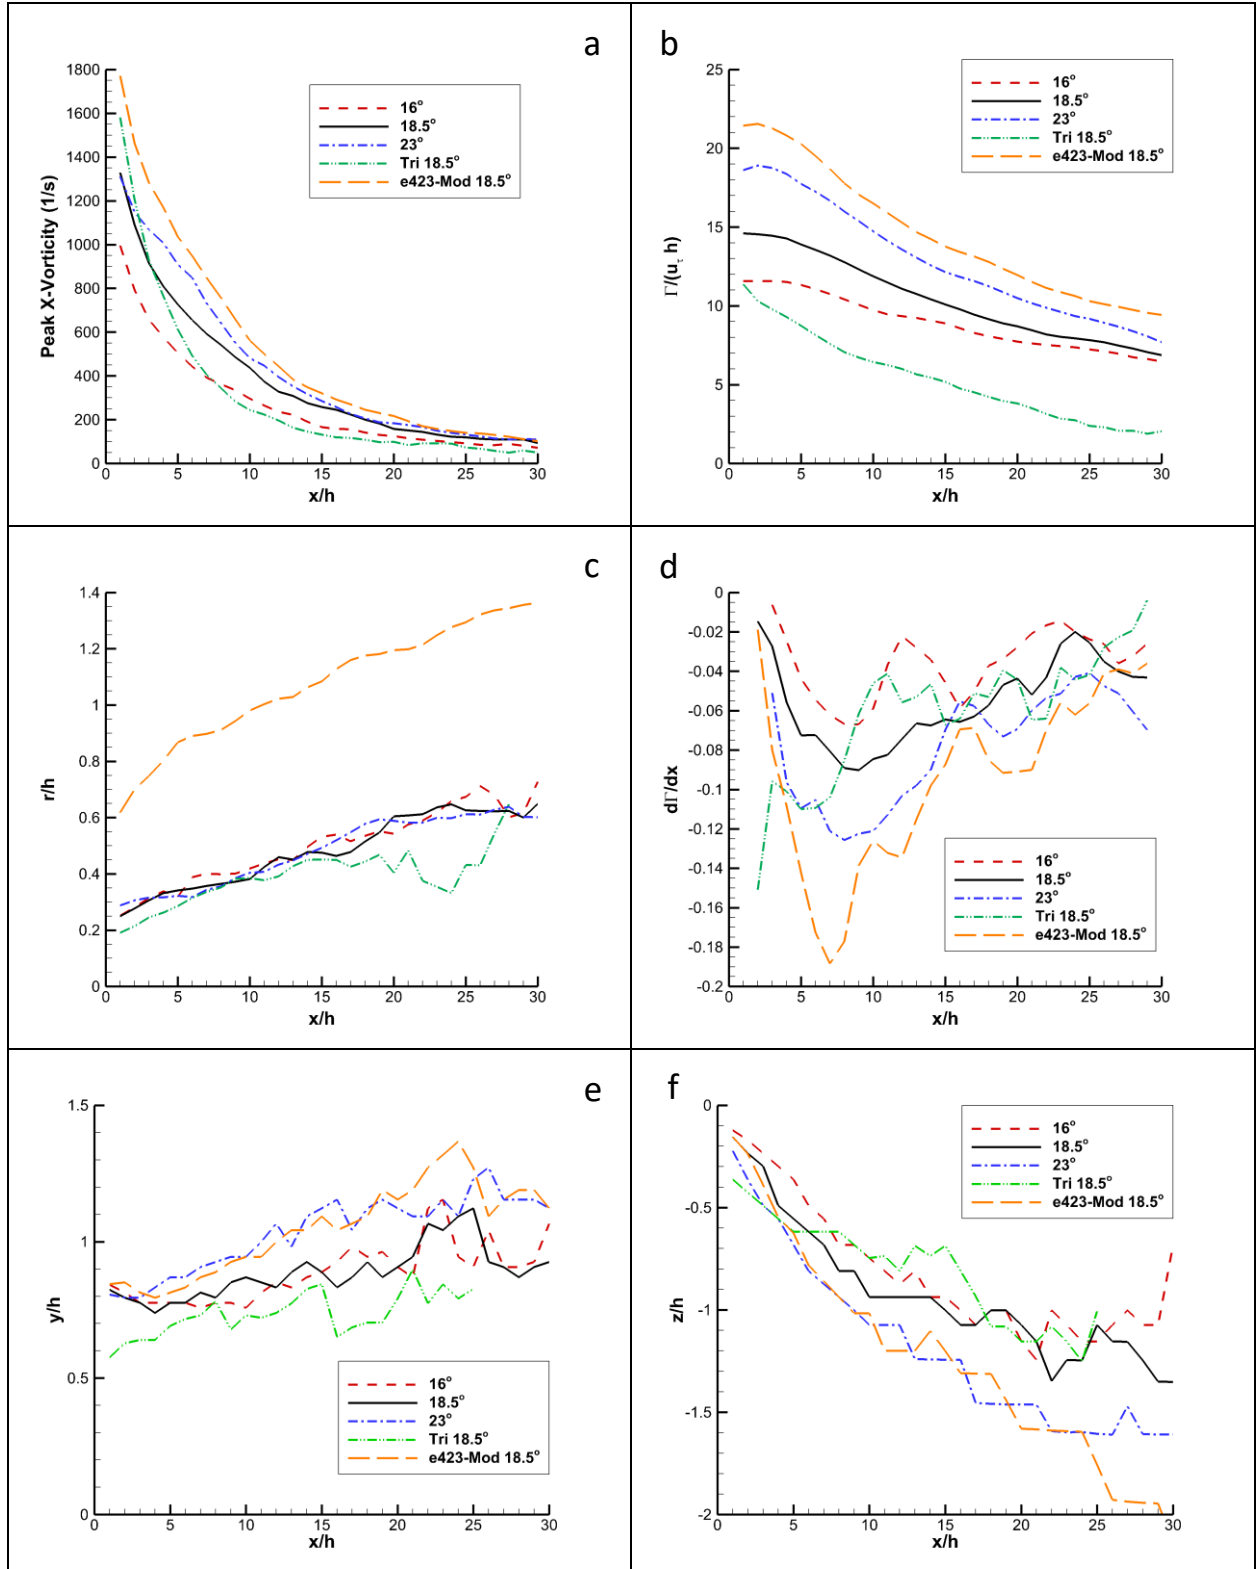 a
1800
1600
1400
1200
1000
800
600
400
200
0
Peak X-Vorticity (1/s)
0 5 10 15 20 25 30
x/h
16°
18.5°
23°
Tri 18.5°
e423-Mod 18.5°
b
25
20
15
10
5
0
Γ/(uτ h)
0 5 10 15 20 25 30
x/h
16°
18.5°
23°
Tri 18.5°
e423-Mod 18.5°
c
1.4
1.2
1
0.8
0.6
0.4
0.2
0
r/h
0 5 10 15 20 25 30
x/h
d
0
-0.02
-0.04
-0.06
-0.08
-0.1
-0.12
-0.14
-0.16
-0.18
-0.2
dΓ/dx
0 5 10 15 20 25 30
x/h
16°
18.5°
23°
Tri 18.5°
e423-Mod 18.5°
e
1.5
1
0.5
0
y/h
0 5 10 15 20 25 30
x/h
16°
18.5°
23°
Tri 18.5°
e423-Mod 18.5°
f
0
-0.5
-1
-1.5
-2
z/h
0 5 10 15 20 25 30
x/h
16°
18.5°
23°
Tri 18.5°
e423-Mod 18.5°